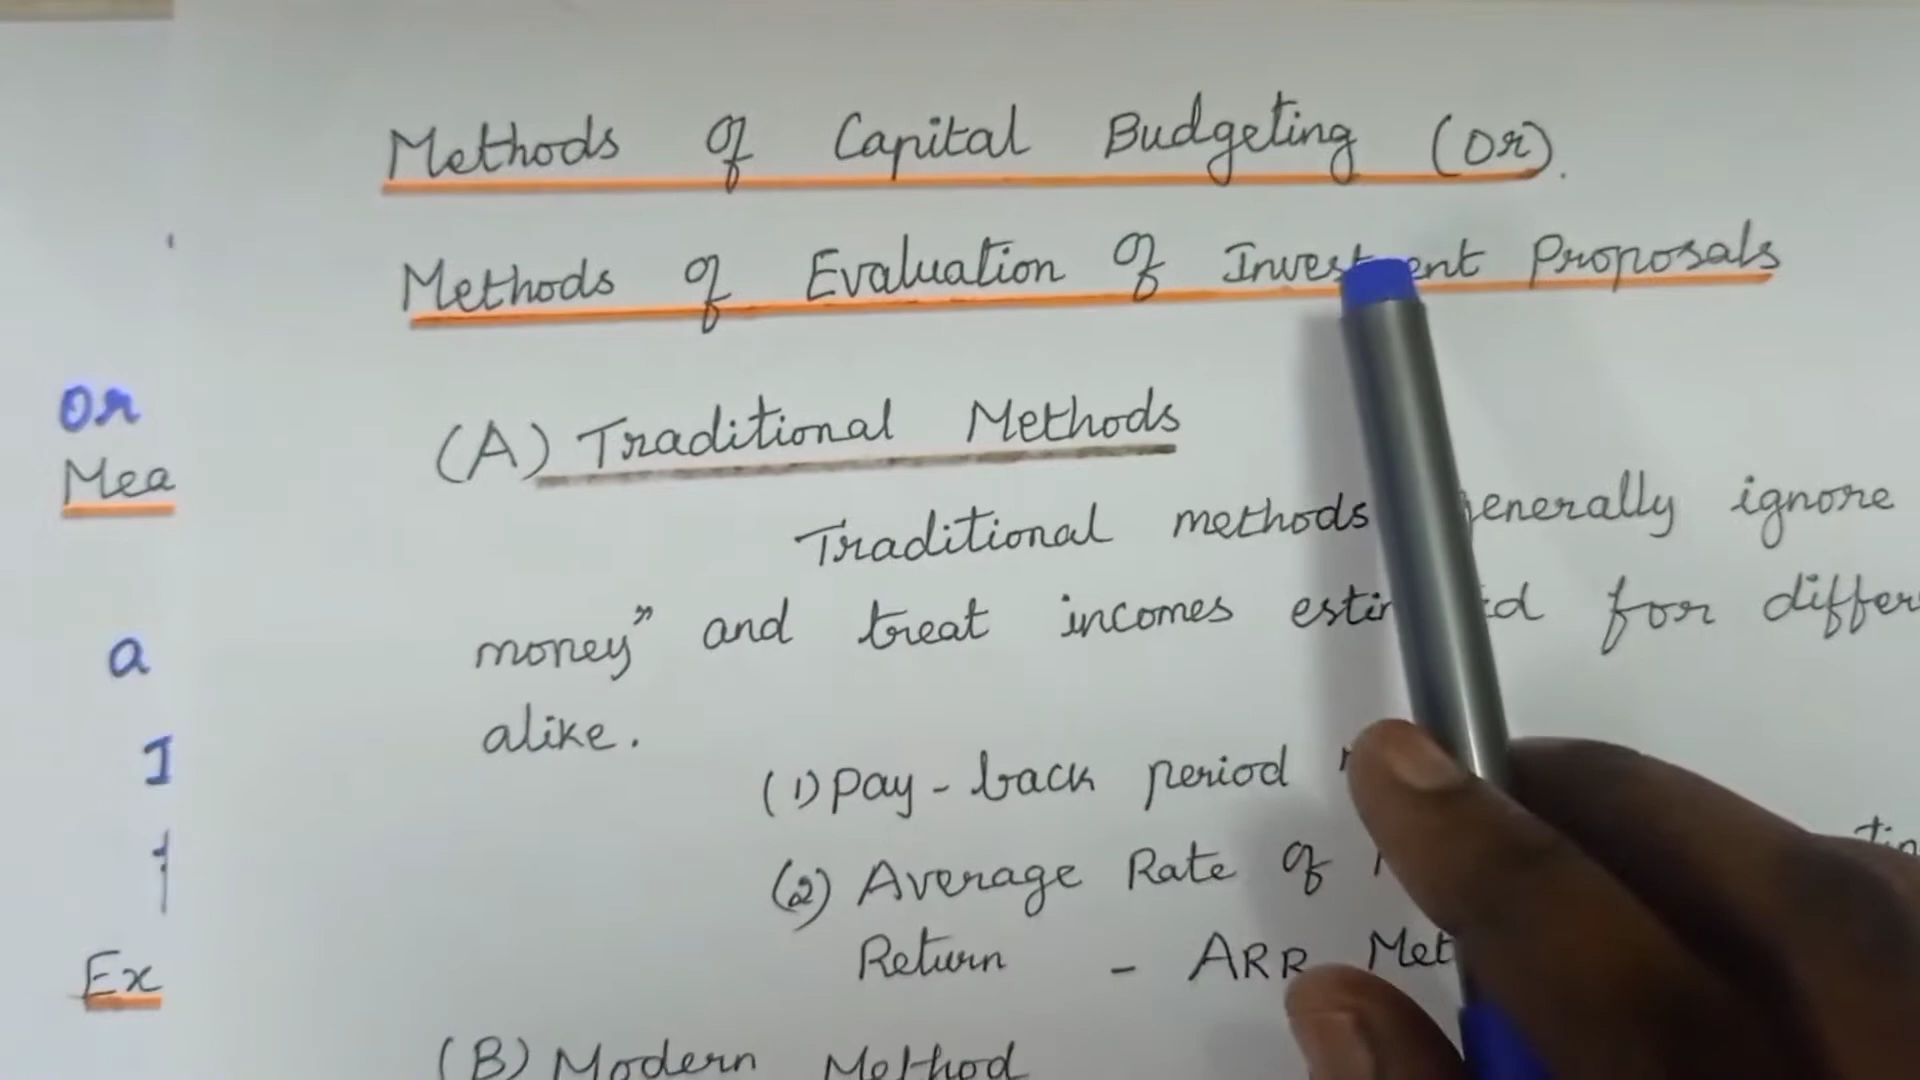 Methods of Capital Budgeting (or).
Methods of Evaluation of Investment Proposals
(A) Traditional Methods
Traditional methods generally ignore
money" and treat incomes for
alike.
(1) Pay-back period
(2) Average Rate of
Return - ARR
(B) Modern Method
or
Mea
a
I
Ex